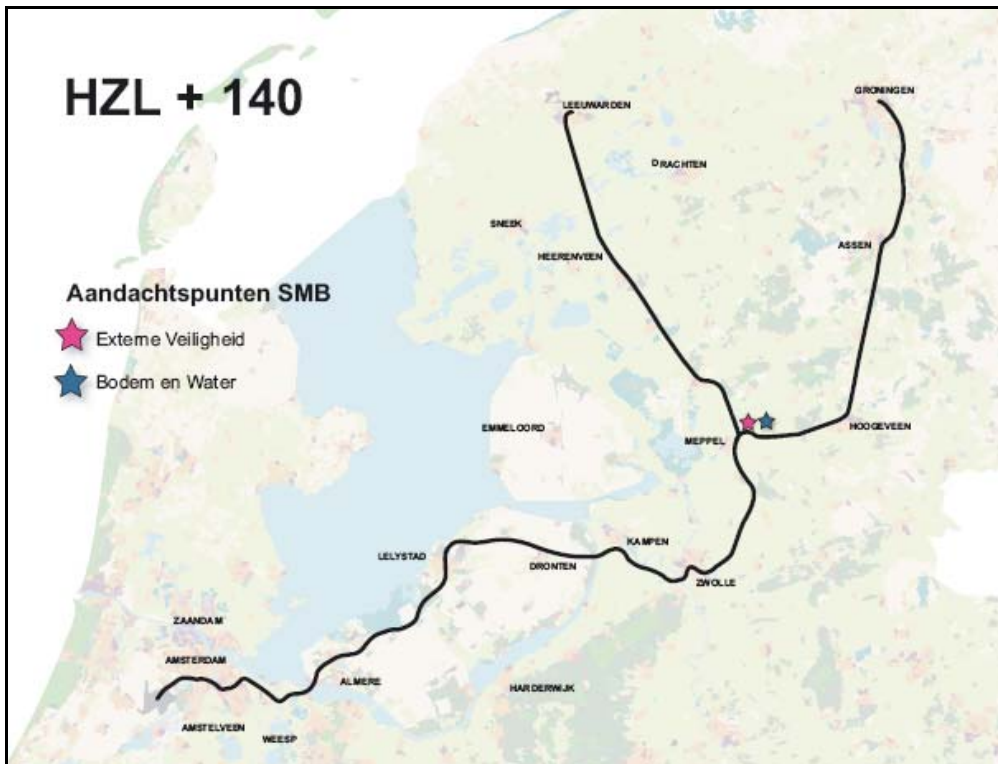 HZL + 140
LEEUWARDEN
GRONINGEN
DRACHTEN
SNEEK
HEERENVEEN
ASSEN
Aandachtspunten SMB
Externe Veiligheid
Bodem en Water
EMMELOORD
MEPPEL
HOOGEVEEN
LELYSTAD
KAMPEN
DRONTEN
ZWOLLE
ZAANDAM
AMSTERDAM
ALMERE
HARDERWIJK
AMSTELVEEN
WEESP